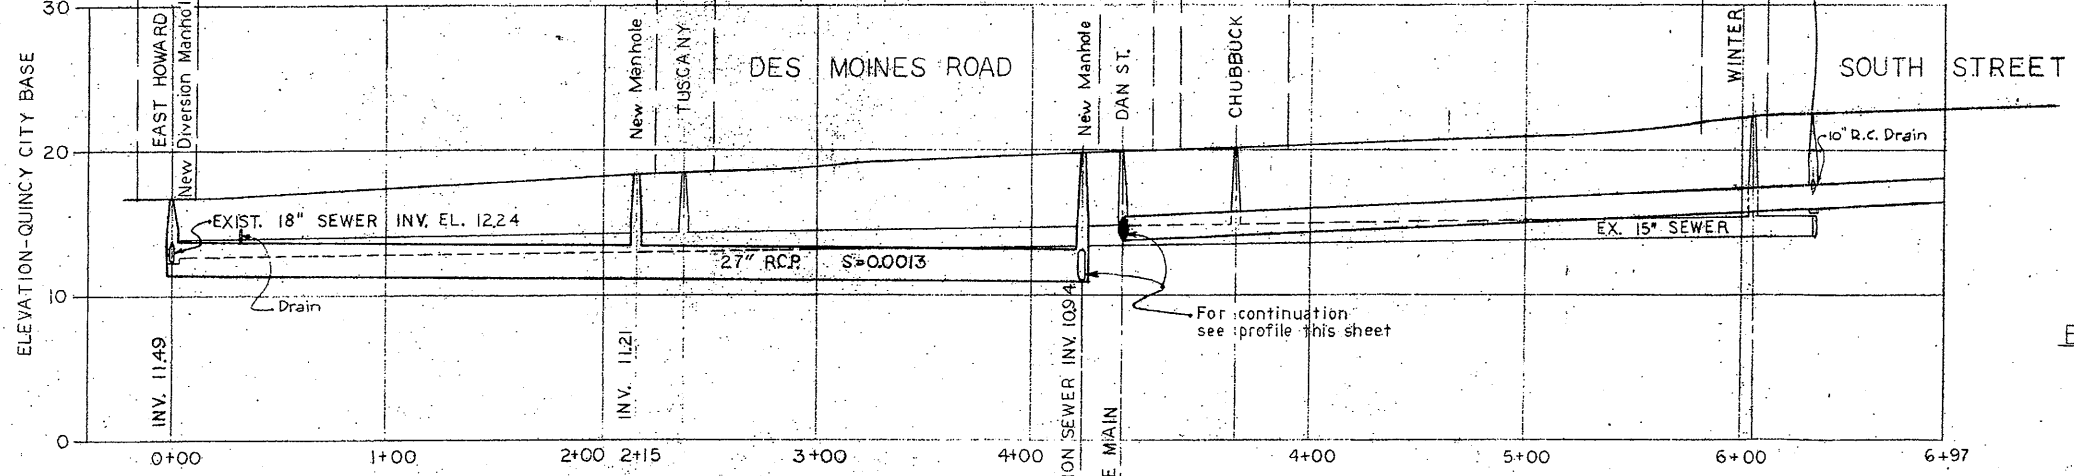 30
20
10
0
ELEVATION-QUINCY CITY BASE
EAST HOWARD
New Diversion Manhole
New Manhole
TUSCANY
DES MOINES ROAD
New Manhole
DAN ST.
CHUBBUCK
WINTER
SOUTH STREET
10" R.C. Drain
EXIST. 18" SEWER INV. EL. 12.24
27" R.C.P. S=0.0013
EX. 15" SEWER
Drain
For continuation
see profile this sheet
INV. 11.49
INV. 11.21
SEWER INV. 10.94
MAIN
0+00 1+00 2+00 2+15 3+00 4+00 4+00 5+00 6+00 6+97